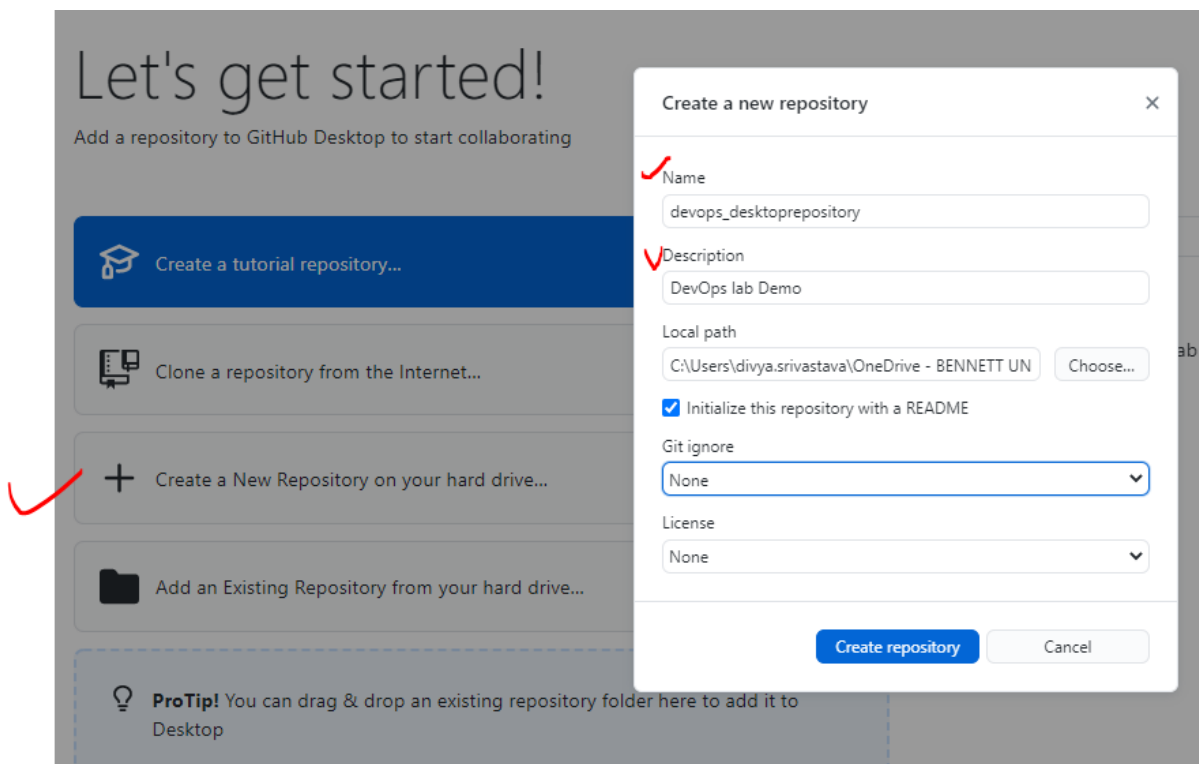 Let's get started!
Add a repository to GitHub Desktop to start collaborating
Create a tutorial repository...
Clone a repository from the Internet...
Create a New Repository on your hard drive...
Add an Existing Repository from your hard drive...
ProTip! You can drag & drop an existing repository folder here to add it to
Desktop
Create a new repository
Name
devops_desktoprepository
Description
DevOps lab Demo
Local path
C:\Users\divya.srivastava\OneDrive - BENNETT UN
Choose...
Initialize this repository with a README
Git ignore
None
License
None
Create repository
Cancel
ab